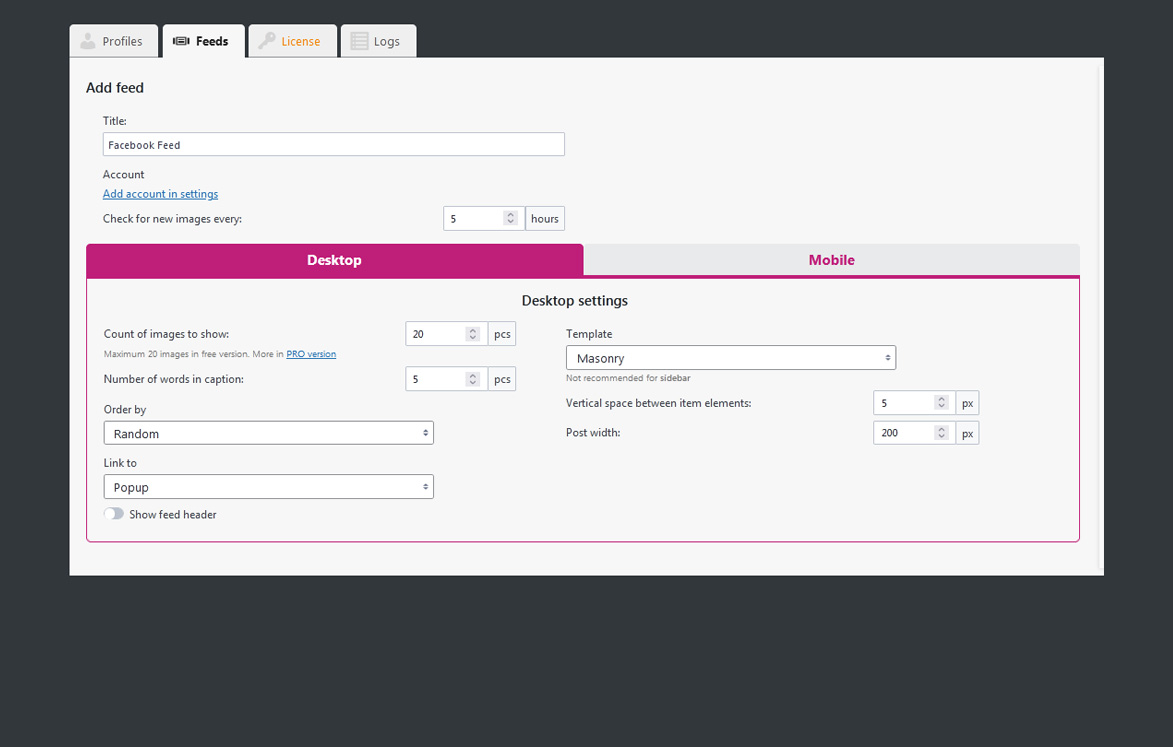 Profiles
Feeds
License
Logs
Add feed
Title:
Facebook Feed
Account
Add account in settings
Check for new images every:
5
hours
Desktop
Mobile
Desktop settings
Count of images to show:
20
pcs
Maximum 20 images in free version. More in PRO version
Number of words in caption:
5
pcs
Order by
Random
Link to
Popup
Show feed header
Template
Masonry
Not recommended for sidebar
Vertical space between item elements:
5
px
Post width:
200
px